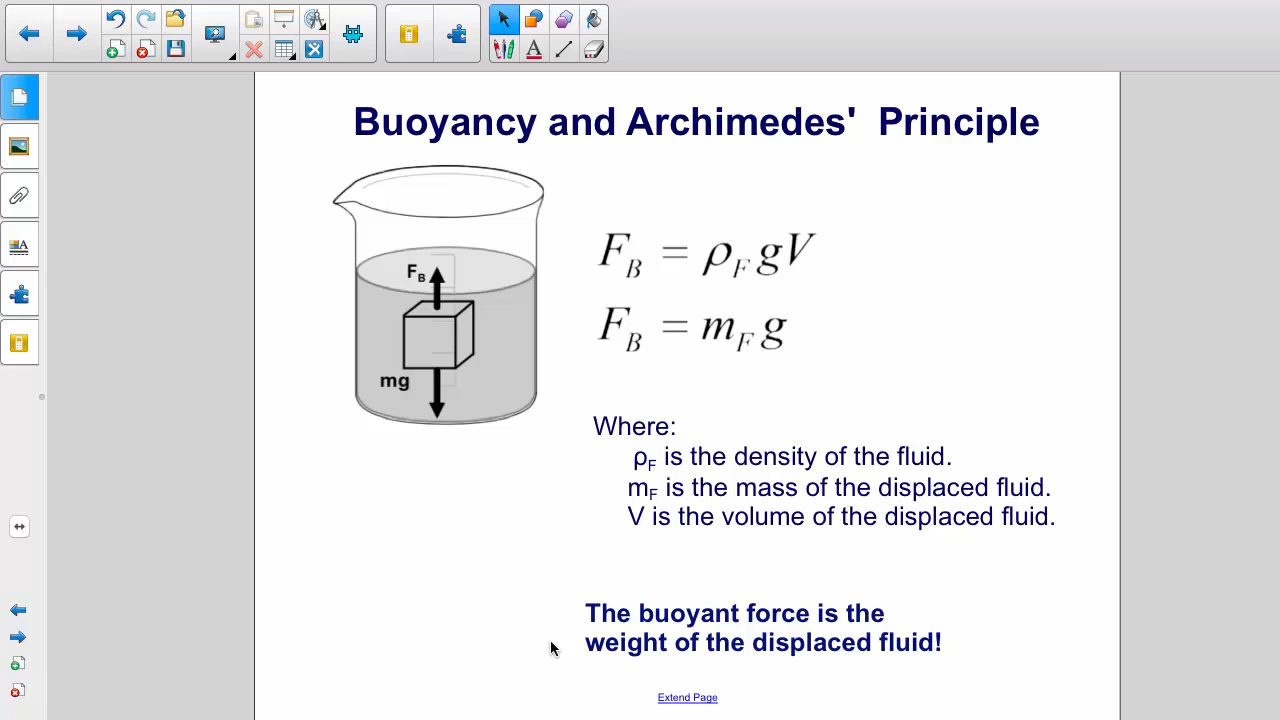 Buoyancy and Archimedes'  Principle
F_B = ρ_F gV
F_B = m_F g
F_B
mg
Where:
ρ_F is the density of the fluid.
m_F is the mass of the displaced fluid.
V is the volume of the displaced fluid.
The buoyant force is the
weight of the displaced fluid!
Extend Page